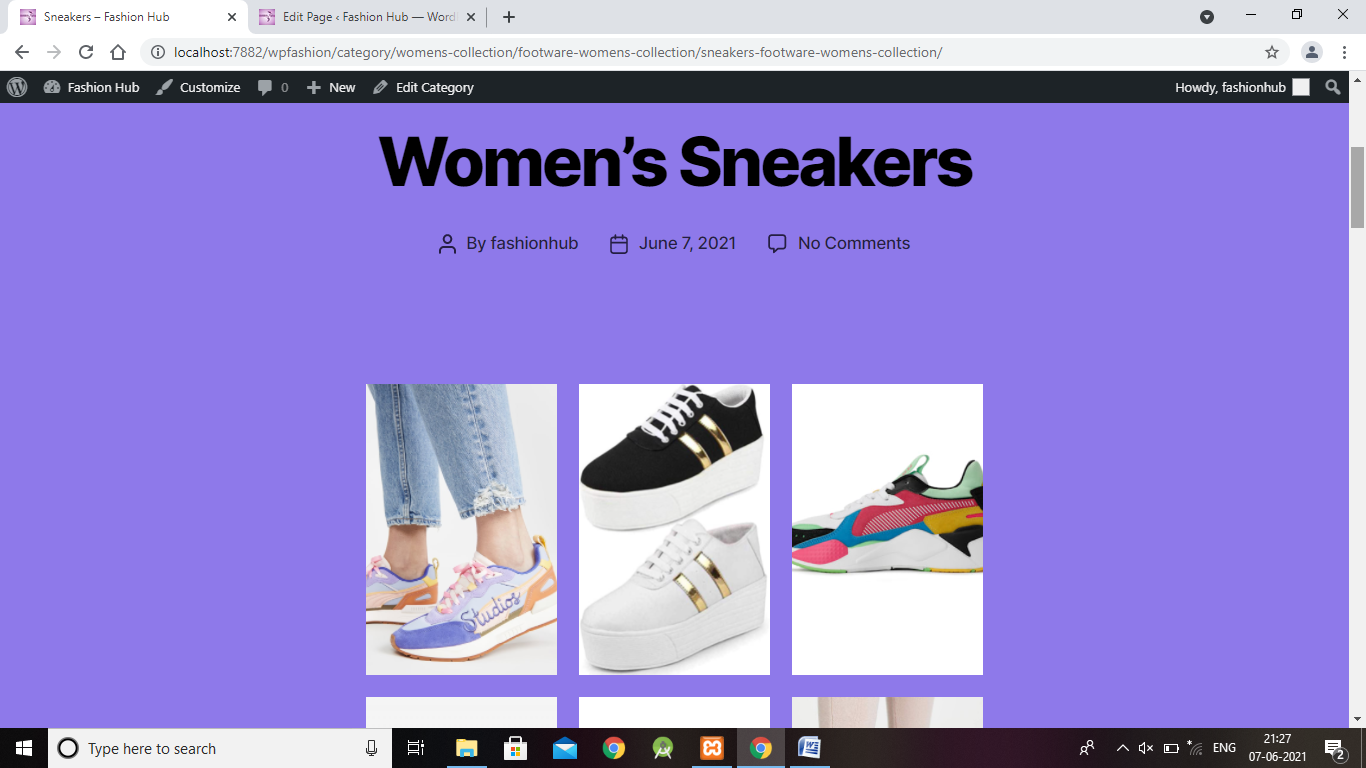 Sneakers – Fashion Hub
Edit Page ‹ Fashion Hub — Word
localhost:7882/wpfashion/category/womens-collection/footware-womens-collection/sneakers-footware-womens-collection/
Fashion Hub Customize 0 New Edit Category Howdy, fashionhub
Women’s Sneakers
By fashionhub June 7, 2021 No Comments
Studios
Type here to search
ENG
21:27
07-06-2021
2